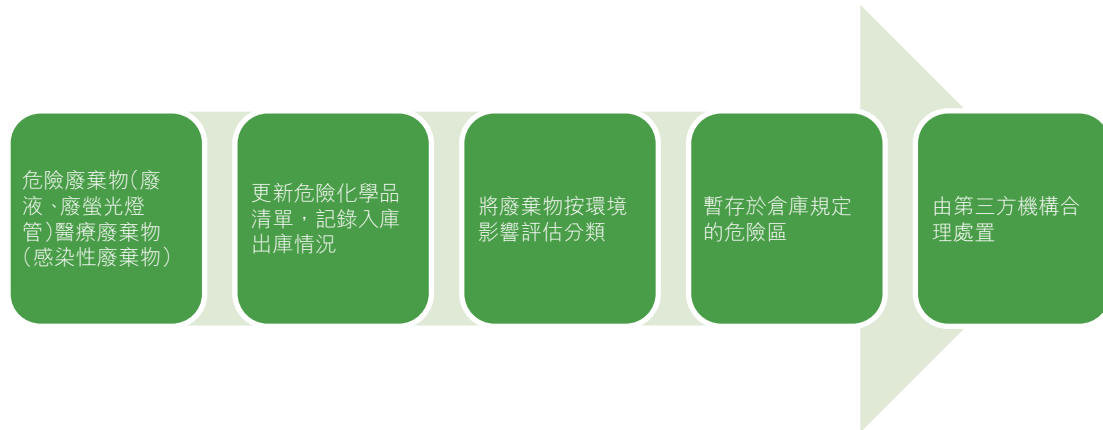 危險廢棄物(廢
液、廢螢光燈
管)醫療廢棄物
(感染性廢棄物)
更新危險化學品
清單，記錄入庫
出庫情況
將廢棄物按環境
影響評估分類
暫存於倉庫規定
的危險區
由第三方機構合
理處置